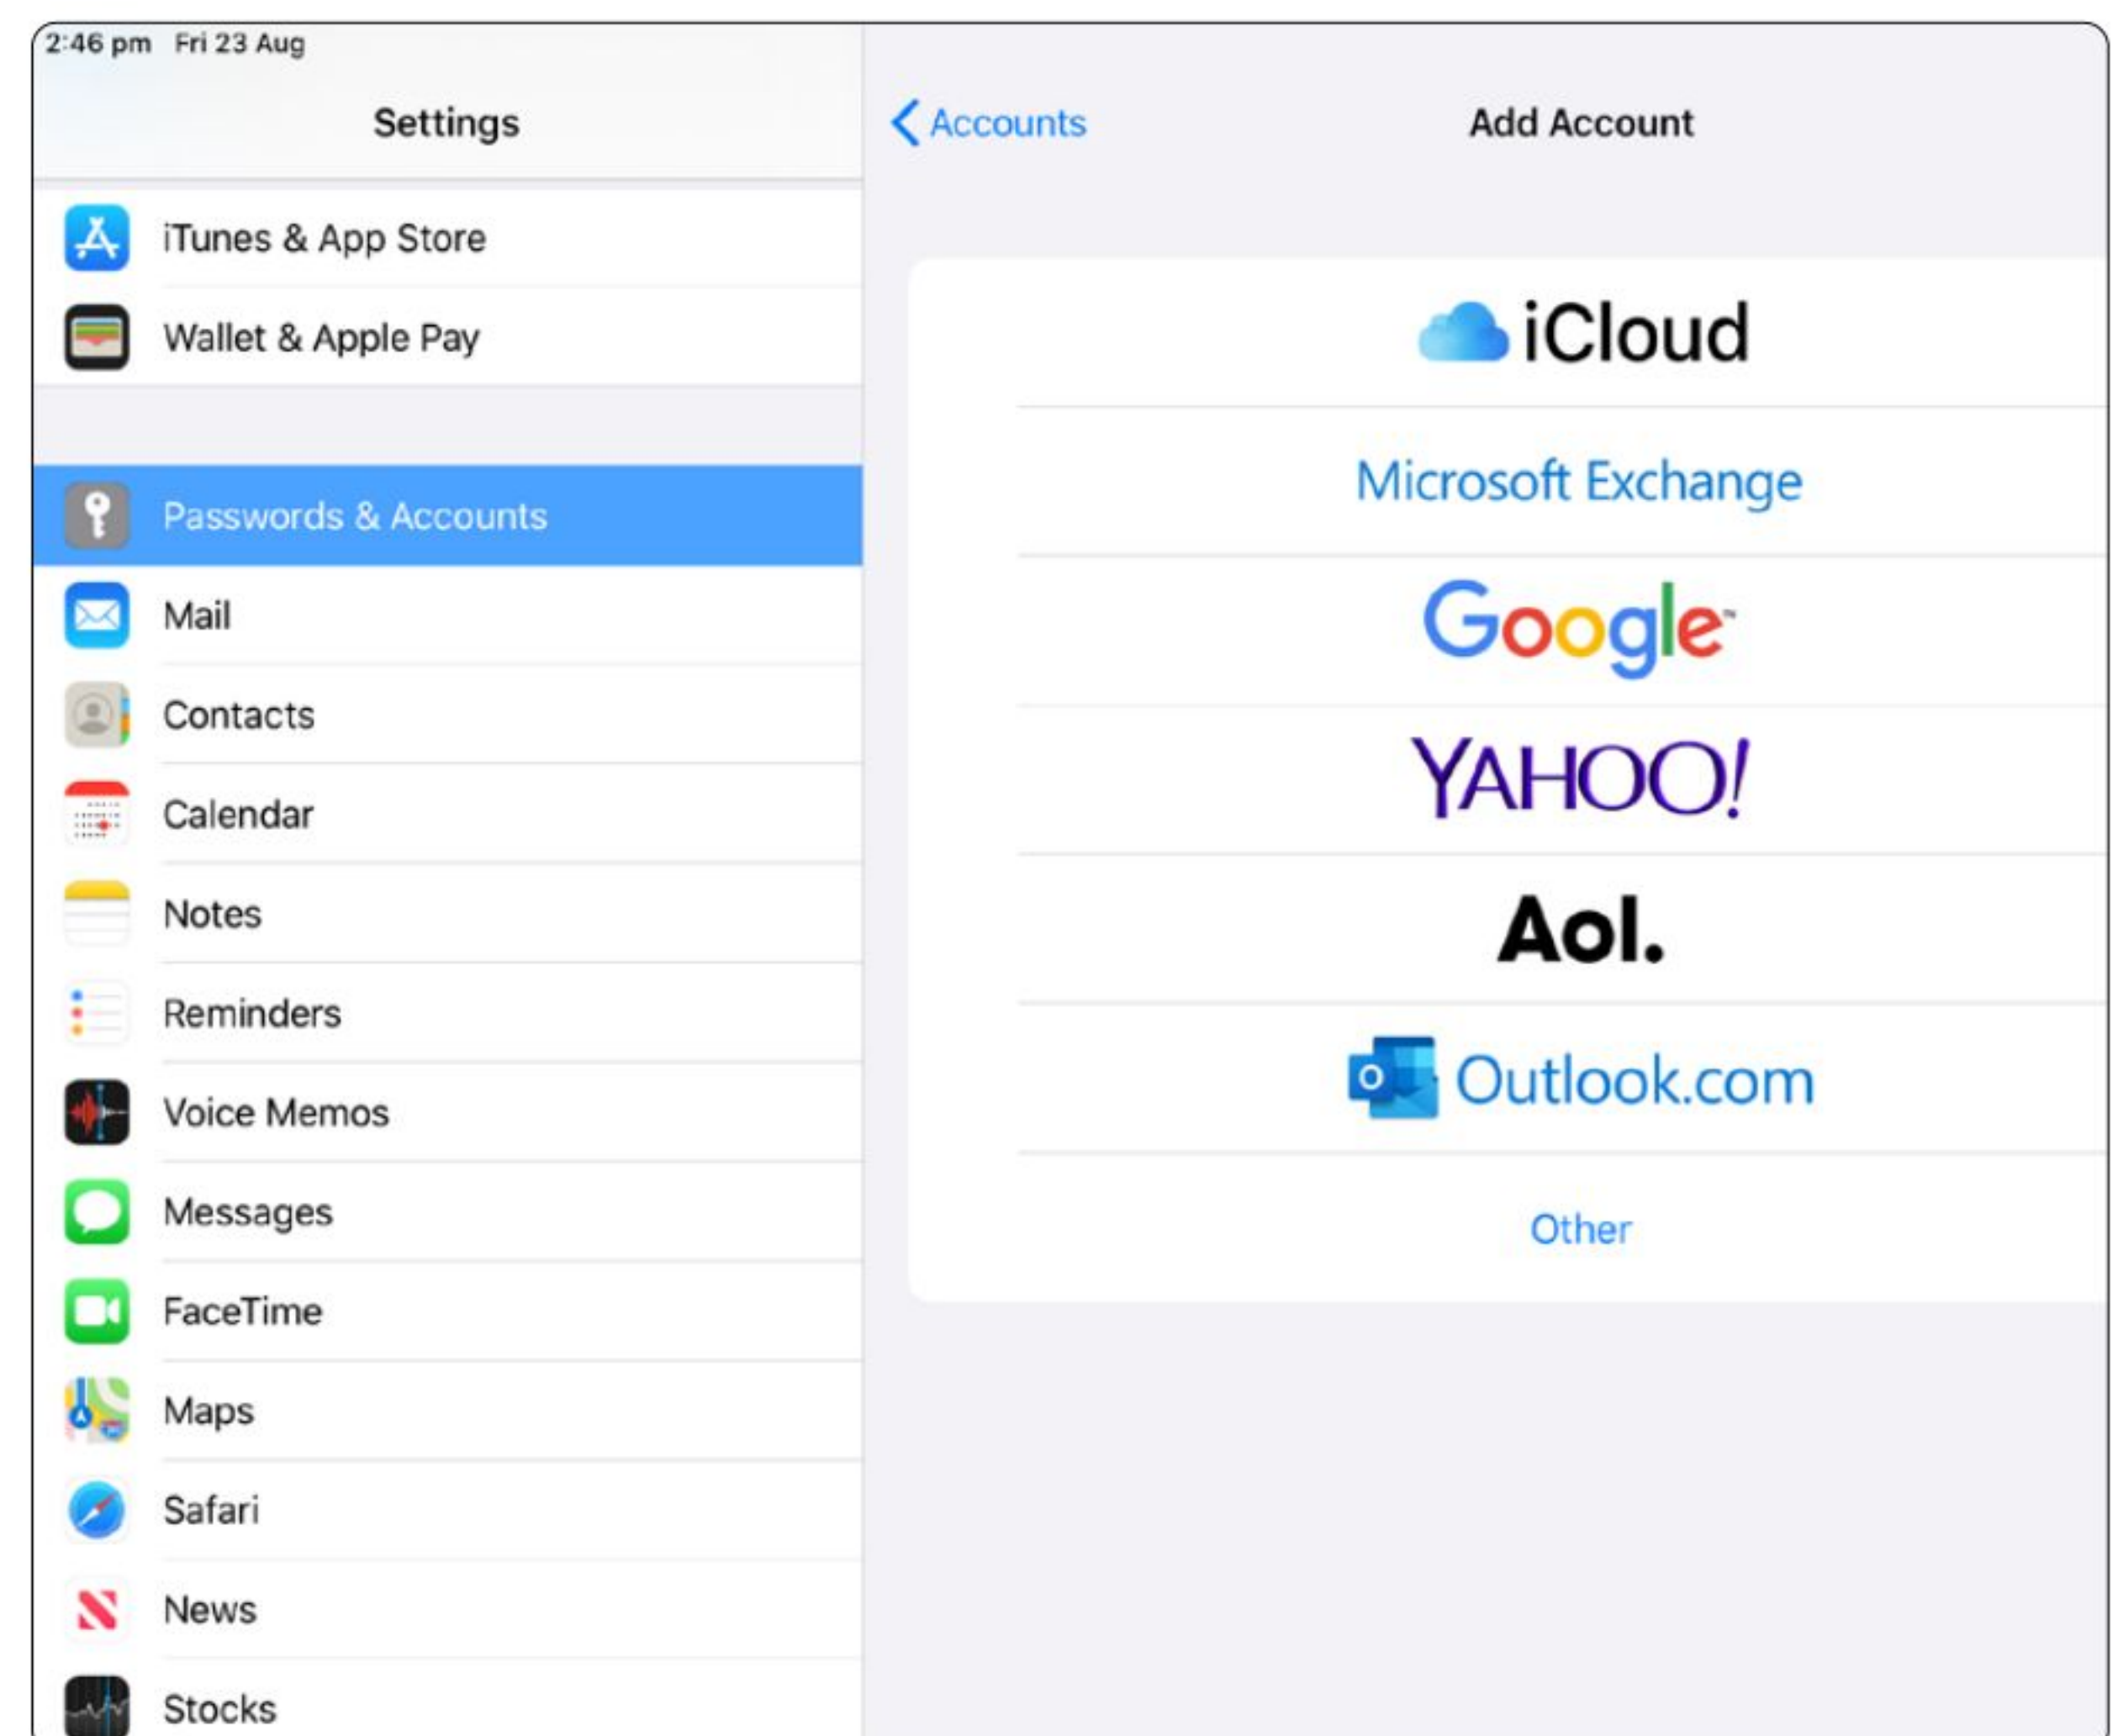 2:46 pm Fri 23 Aug
Settings
iTunes & App Store
Wallet & Apple Pay
Passwords & Accounts
Mail
Contacts
Calendar
Notes
Reminders
Voice Memos
Messages
FaceTime
Maps
Safari
News
Stocks
Accounts
Add Account
iCloud
Microsoft Exchange
Google™
YAHOO!
Aol.
Outlook.com
Other